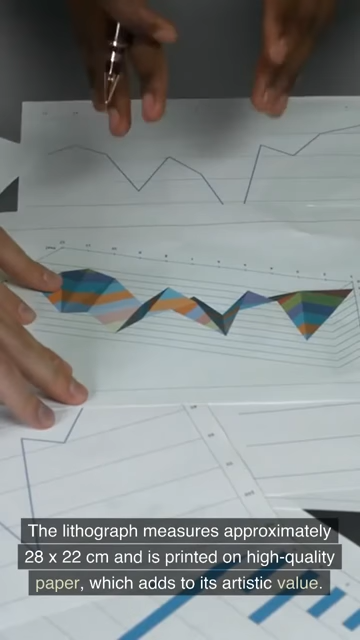 The lithograph measures approximately
28 x 22 cm and is printed on high-quality
paper, which adds to its artistic value.